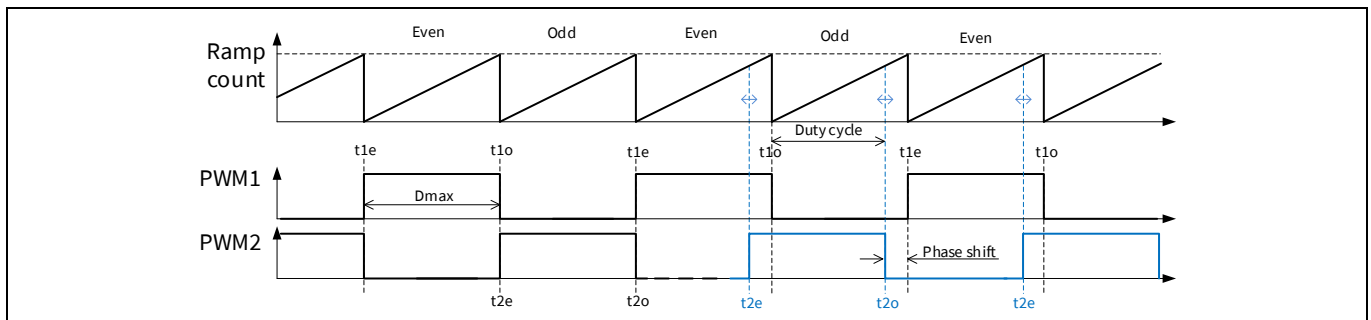 Even Odd Even Odd Even
Ramp
count
Duty cycle
t1e t1o t1e t1o t1e t1o
PWM1
Dmax
PWM2
Phase shift
t2e t2o t2e t2o t2e